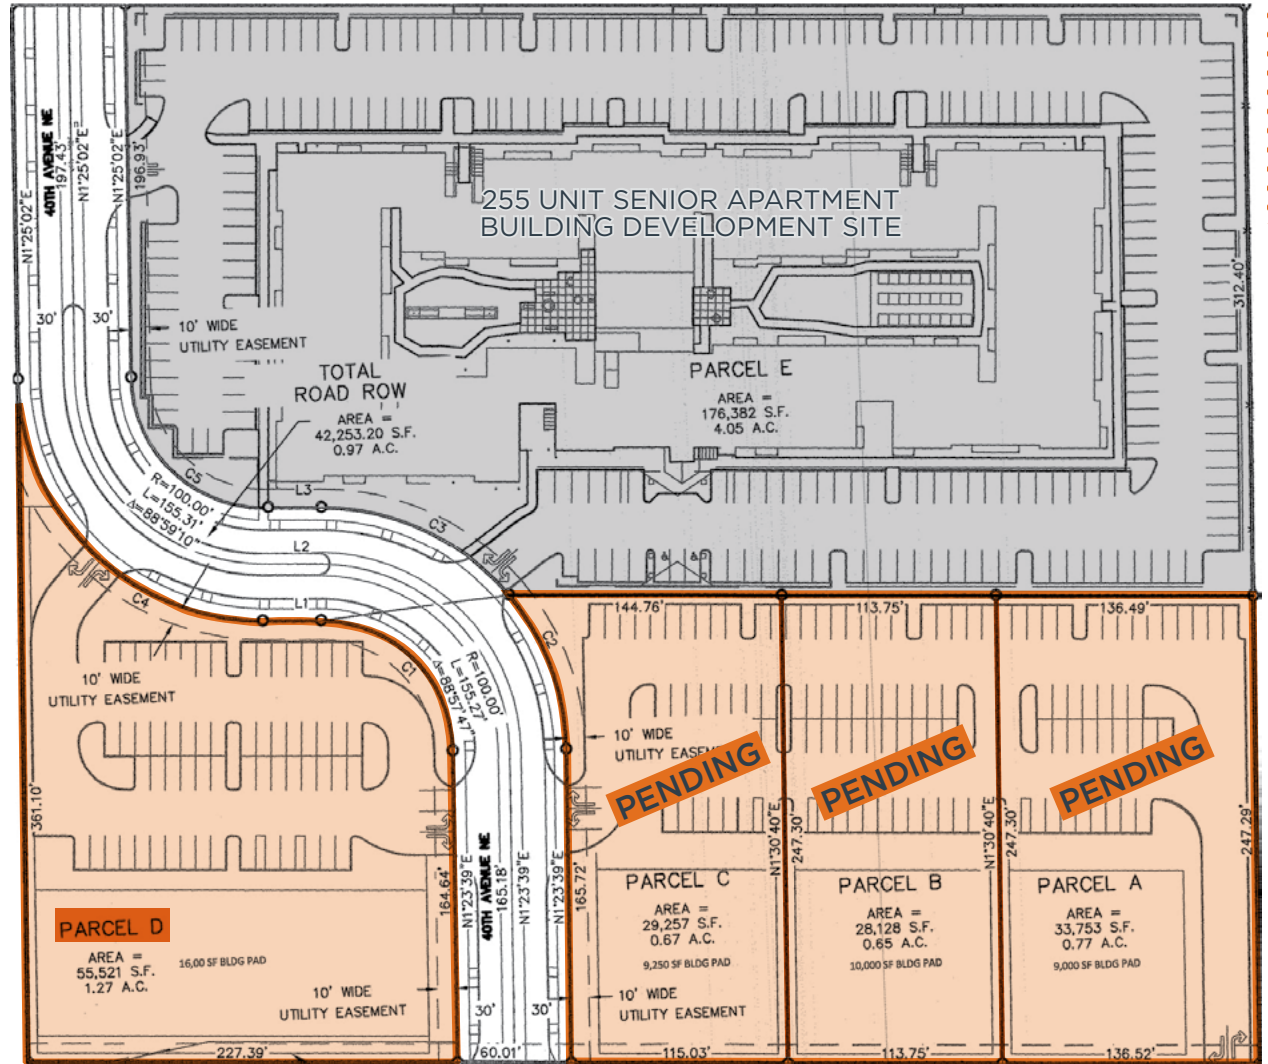 40TH AVENUE NE
197.43'
N1°25'02"E
N1°25'02"E
N1°25'02"E
196.93'
30'
30'
10' WIDE
UTILITY EASEMENT
255 UNIT SENIOR APARTMENT
BUILDING DEVELOPMENT SITE
312.40'
TOTAL
ROAD ROW
AREA =
42,253.20 S.F.
0.97 A.C.
PARCEL E
AREA =
176,382 S.F.
4.05 A.C.
C5
R=100.00'
L=155.31'
Δ=88°59'10"
L3
C3
L2
L1
C4
C1
C2
R=100.00'
L=155.27'
Δ=88°57'47"
10' WIDE
UTILITY EASEMENT
144.76'
113.75'
136.49'
10' WIDE
UTILITY EASEM
PENDING
PENDING
PENDING
361.10'
164.64'
N1°23'39"E
40TH AVENUE NE
165.18'
N1°23'39"E
N1°23'39"E
165.72'
N1°30'40"E
247.30'
N1°30'40"E
247.30'
247.29'
PARCEL D
AREA =
55,521 S.F.
1.27 A.C.
16,00 SF BLDG PAD
PARCEL C
AREA =
29,257 S.F.
0.67 A.C.
9,250 SF BLDG PAD
PARCEL B
AREA =
28,128 S.F.
0.65 A.C.
10,000 SF BLDG PAD
PARCEL A
AREA =
33,753 S.F.
0.77 A.C.
9,000 SF BLDG PAD
10' WIDE
UTILITY EASEMENT
10' WIDE
UTILITY EASEMENT
30'
30'
227.39'
60.01'
115.03'
113.75'
136.52'